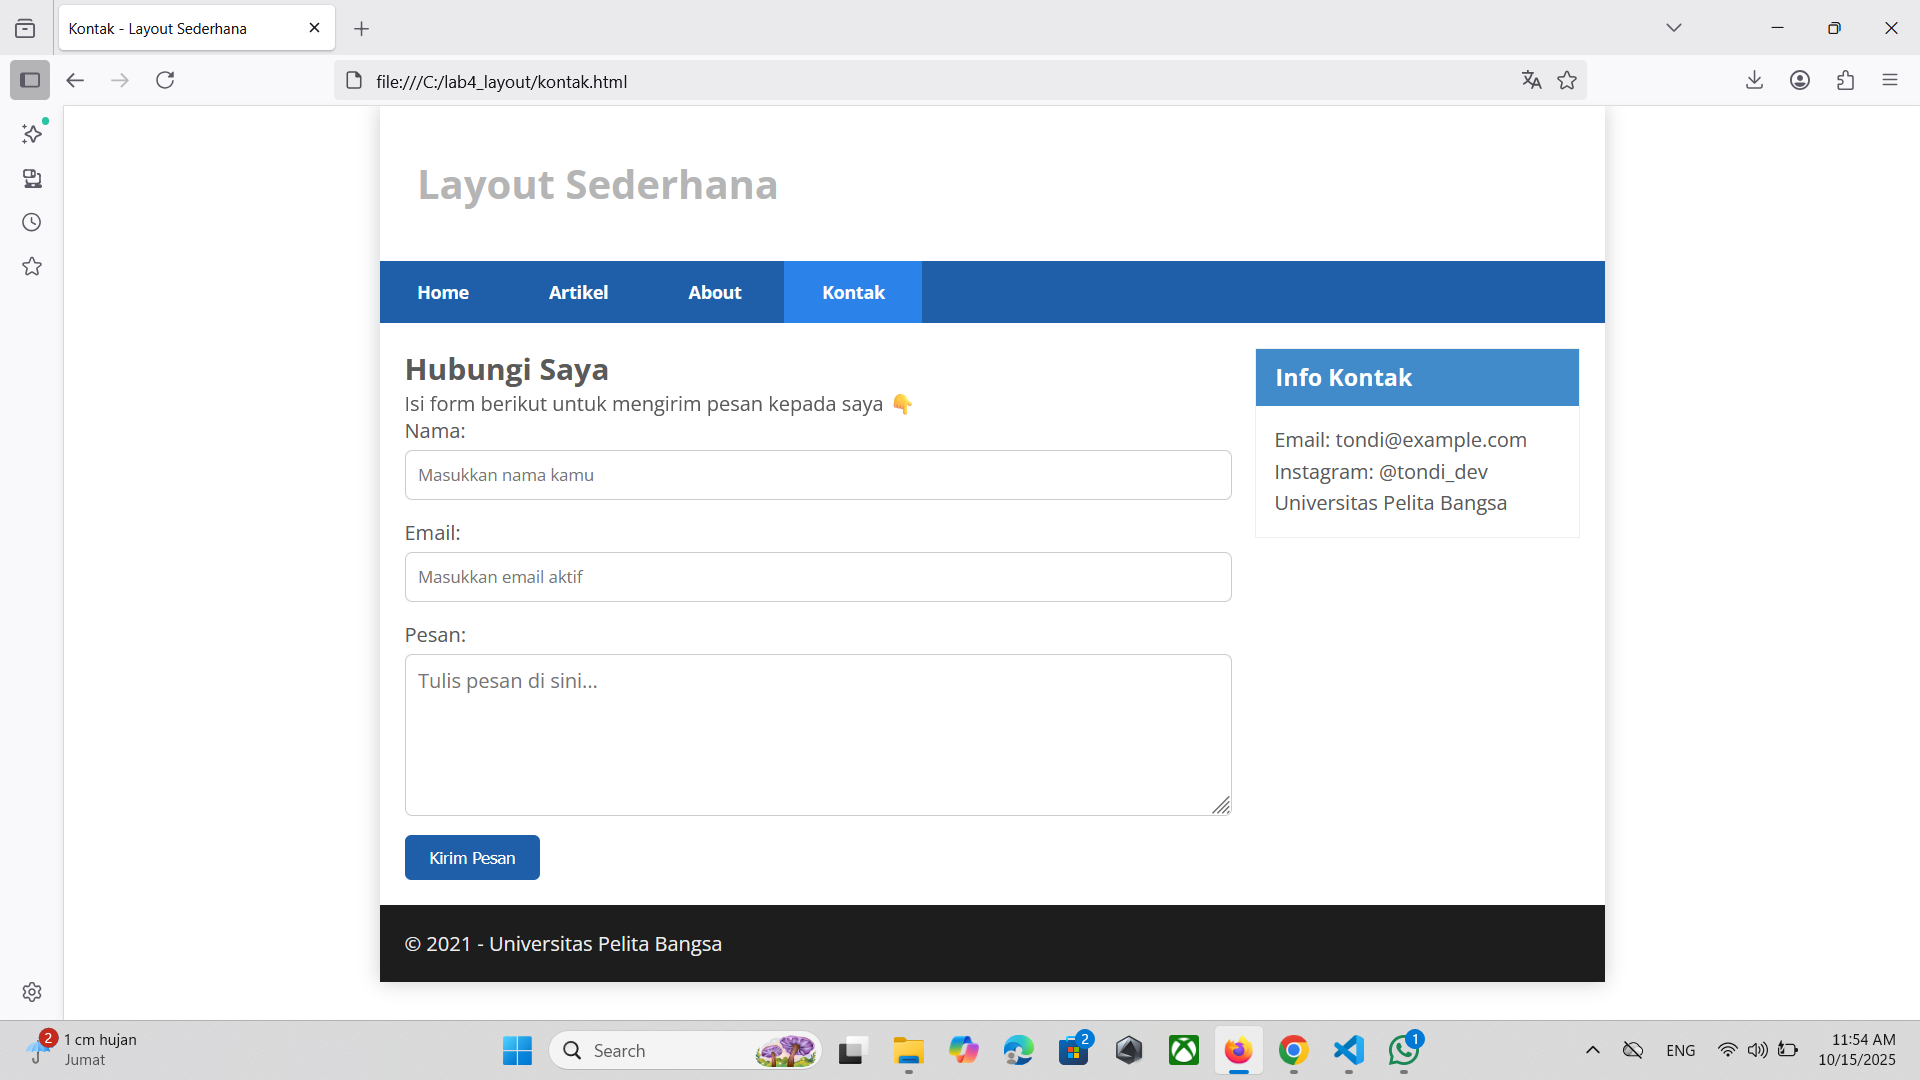 Kontak - Layout Sederhana
file:///C:/lab4_layout/kontak.html
Layout Sederhana
Home Artikel About Kontak
Hubungi Saya
Isi form berikut untuk mengirim pesan kepada saya 👇
Nama:
Masukkan nama kamu
Email:
Masukkan email aktif
Pesan:
Tulis pesan di sini...
Kirim Pesan
Info Kontak
Email: tondi@example.com
Instagram: @tondi_dev
Universitas Pelita Bangsa
© 2021 - Universitas Pelita Bangsa
2
1 cm hujan
Jumat
Search
2
1
ENG
11:54 AM
10/15/2025